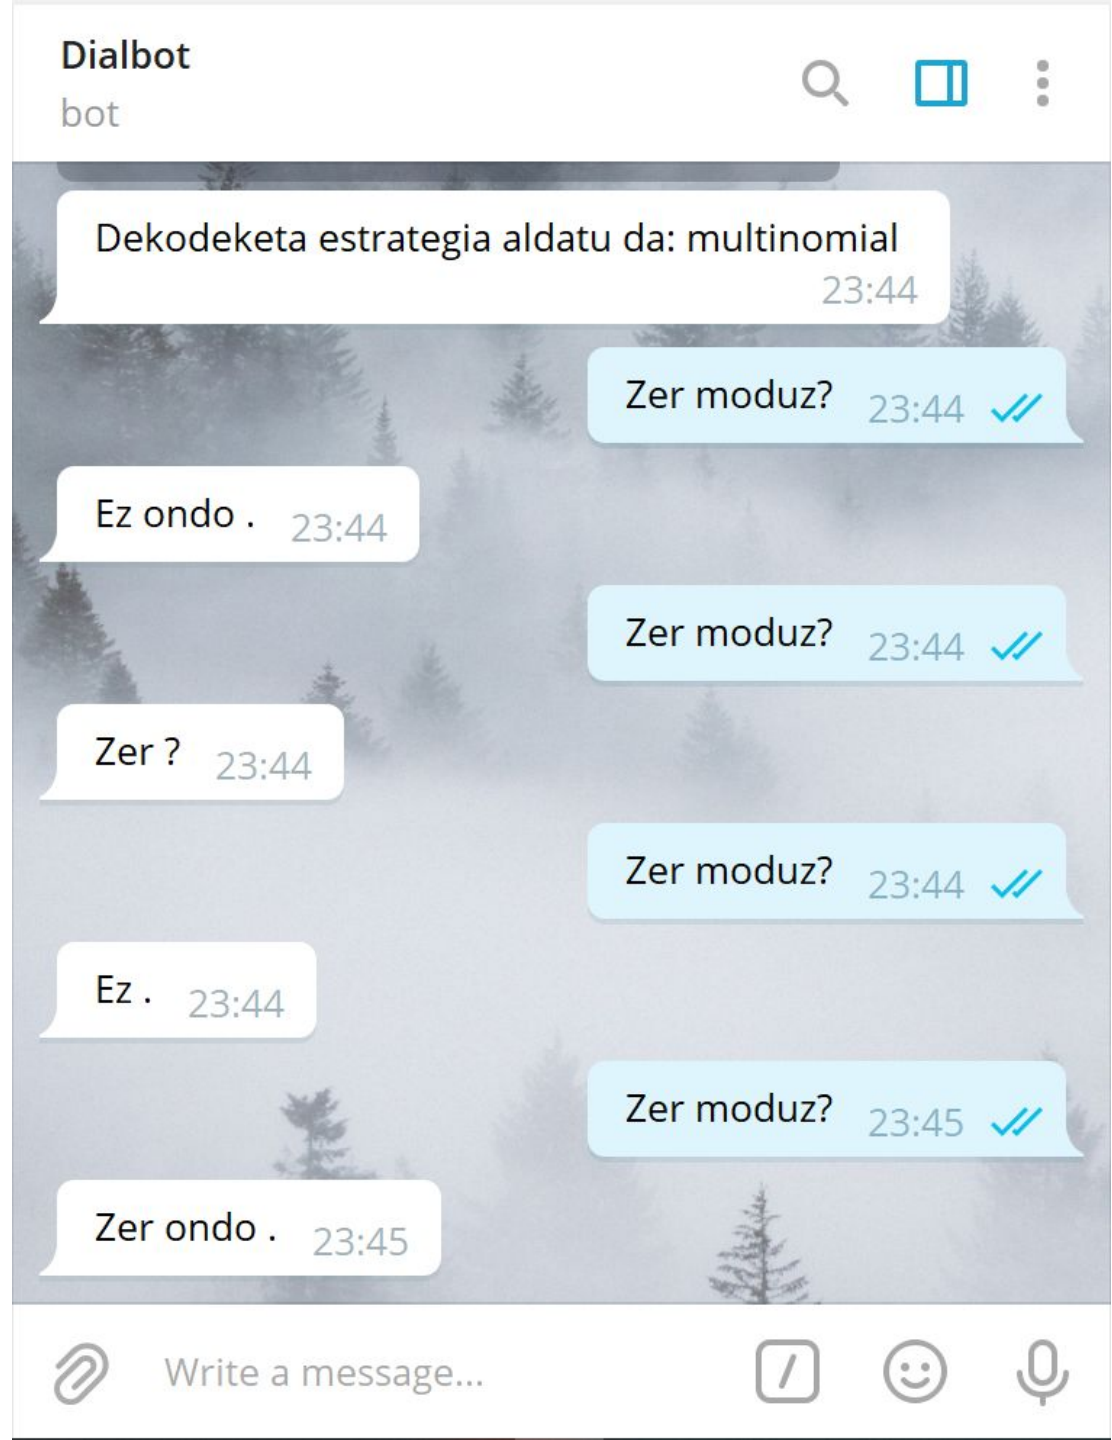 Dialbot
bot
Dekodeketa estrategia aldatu da: multinomial
23:44
Zer moduz? 23:44
Ez ondo . 23:44
Zer moduz? 23:44
Zer ? 23:44
Zer moduz? 23:44
Ez . 23:44
Zer moduz? 23:45
Zer ondo . 23:45
Write a message...